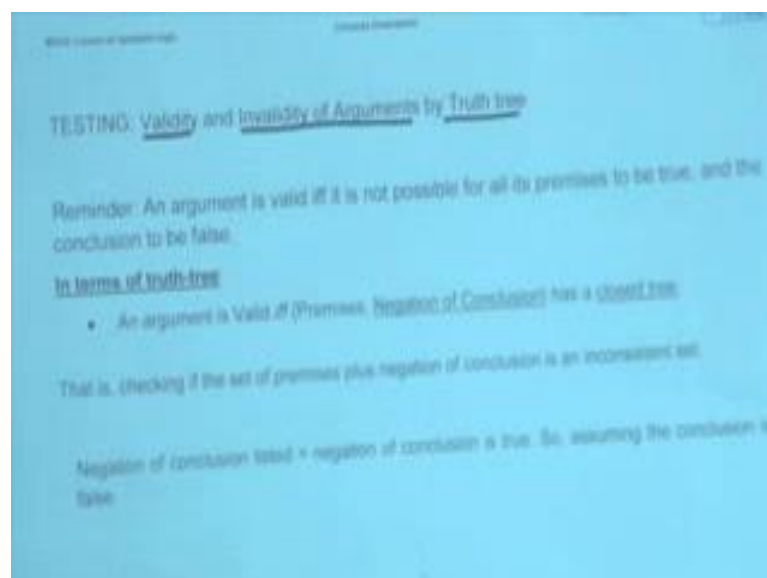 TESTING: Validity and Invalidity of Arguments by Truth tree
Reminder: An argument is valid iff it is not possible for all its premises to be true, and the
conclusion to be false.
In terms of truth-tree
• An argument is Valid iff {Premises, Negation of Conclusion} has a closed tree.
That is, checking if the set of premises plus negation of conclusion is an inconsistent set.
Negation of conclusion listed = negation of conclusion is true. So, assuming the conclusion is
false.